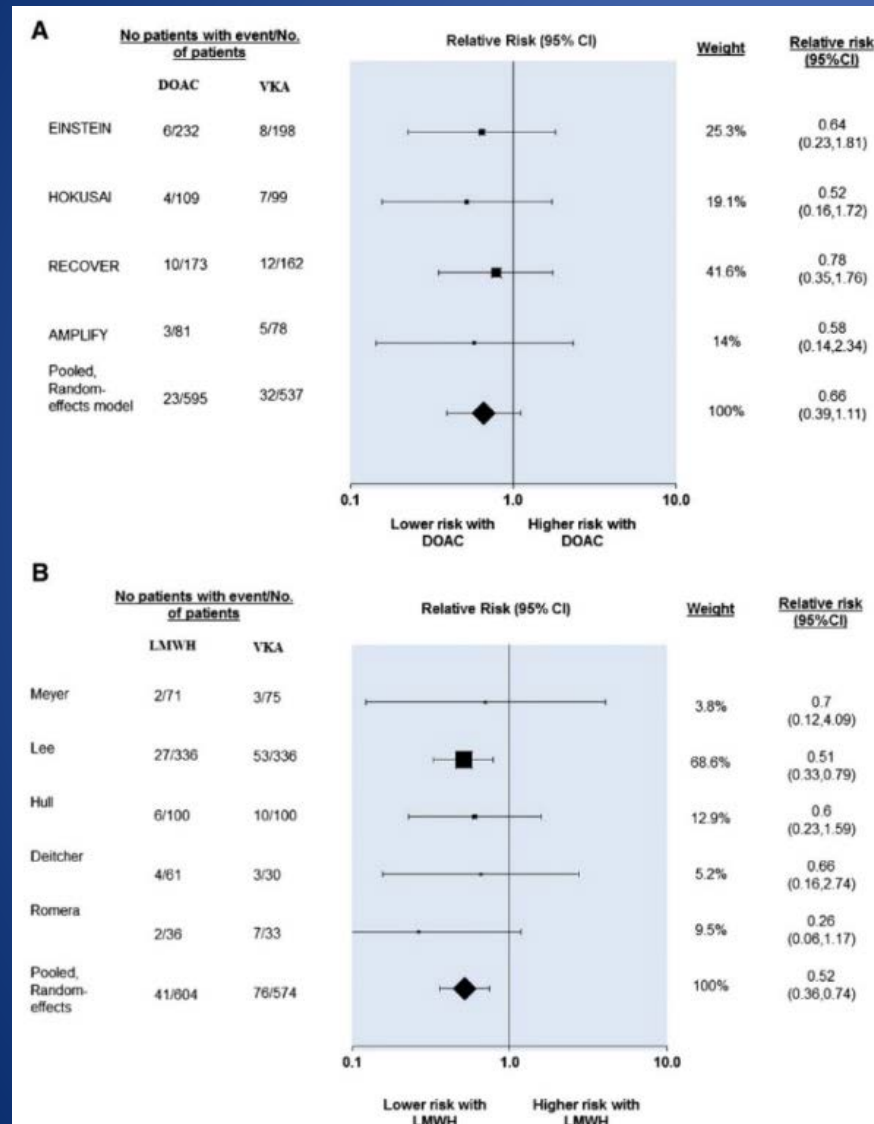 A
No patients with event/No. of patients
Relative Risk (95% CI)
Weight
Relative risk (95%CI)
DOAC VKA
EINSTEIN 6/232 8/198 25.3% 0.64 (0.23,1.81)
HOKUSAI 4/109 7/99 19.1% 0.52 (0.16,1.72)
RECOVER 10/173 12/162 41.6% 0.78 (0.35,1.76)
AMPLIFY 3/81 5/78 14% 0.58 (0.14,2.34)
Pooled, Random-effects model 23/595 32/537 100% 0.66 (0.39,1.11)
0.1 1.0 10.0
Lower risk with DOAC
Higher risk with DOAC
B
No patients with event/No. of patients
Relative Risk (95% CI)
Weight
Relative risk (95%CI)
LMWH VKA
Meyer 2/71 3/75 3.8% 0.7 (0.12,4.09)
Lee 27/336 53/336 68.6% 0.51 (0.33,0.79)
Hull 6/100 10/100 12.9% 0.6 (0.23,1.59)
Deitcher 4/61 3/30 5.2% 0.66 (0.16,2.74)
Romera 2/36 7/33 9.5% 0.26 (0.06,1.17)
Pooled, Random-effects 41/604 76/574 100% 0.52 (0.36,0.74)
0.1 1.0 10.0
Lower risk with LMWH
Higher risk with LMWH